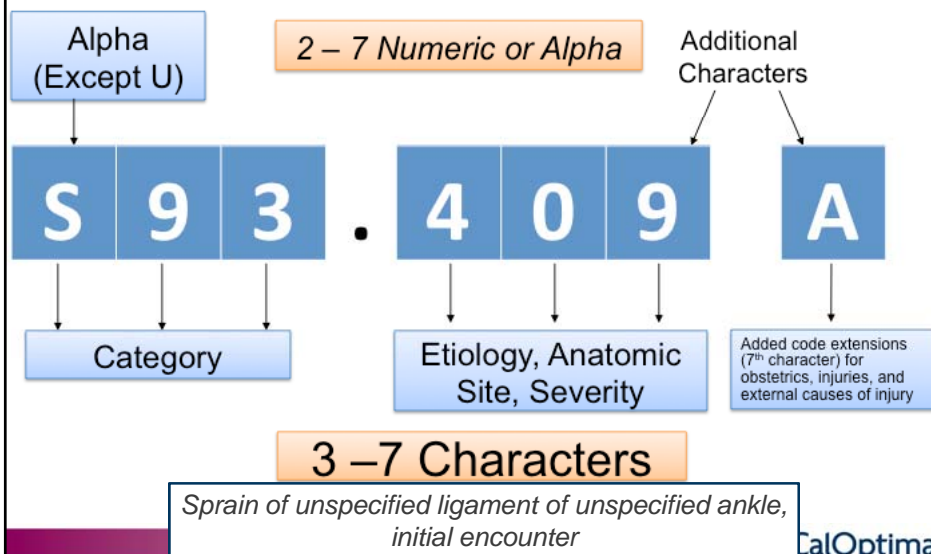 Alpha
(Except U)
2 – 7 Numeric or Alpha
Additional
Characters
S 9 3 . 4 0 9 A
Category
Etiology, Anatomic
Site, Severity
Added code extensions
(7th character) for
obstetrics, injuries, and
external causes of injury
3 –7 Characters
Sprain of unspecified ligament of unspecified ankle,
initial encounter
CalOptima